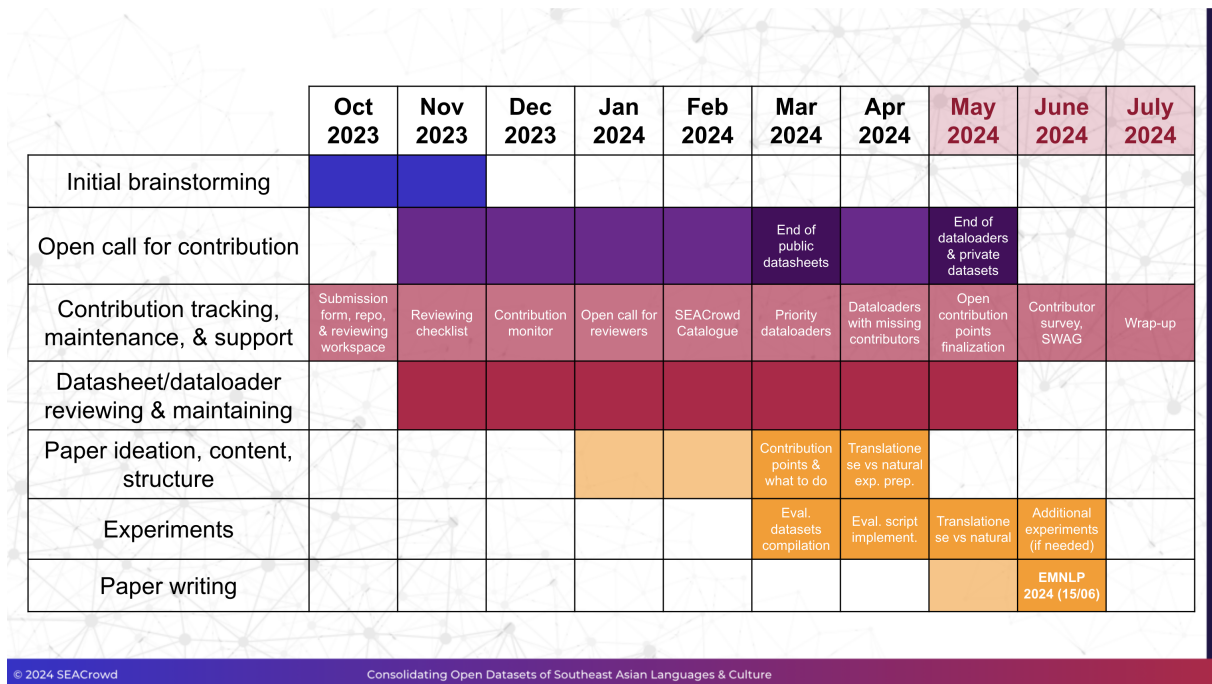 Oct
2023
Nov
2023
Dec
2023
Jan
2024
Feb
2024
Mar
2024
Apr
2024
May
2024
June
2024
July
2024
Initial brainstorming
Open call for contribution
End of
public
datasheets
End of
dataloaders
& private
datasets
Contribution tracking,
maintenance, & support
Submission
form, repo,
& reviewing
workspace
Reviewing
checklist
Contribution
monitor
Open call for
reviewers
SEACrowd
Catalogue
Priority
dataloaders
Dataloaders
with missing
contributors
Open
contribution
points
finalization
Contributor
survey,
SWAG
Wrap-up
Datasheet/dataloader
reviewing & maintaining
Paper ideation, content,
structure
Contribution
points &
what to do
Translatione
se vs natural
exp. prep.
Experiments
Eval.
datasets
compilation
Eval. script
implement.
Translatione
se vs natural
Additional
experiments
(if needed)
Paper writing
EMNLP
2024 (15/06)
© 2024 SEACrowd
Consolidating Open Datasets of Southeast Asian Languages & Culture